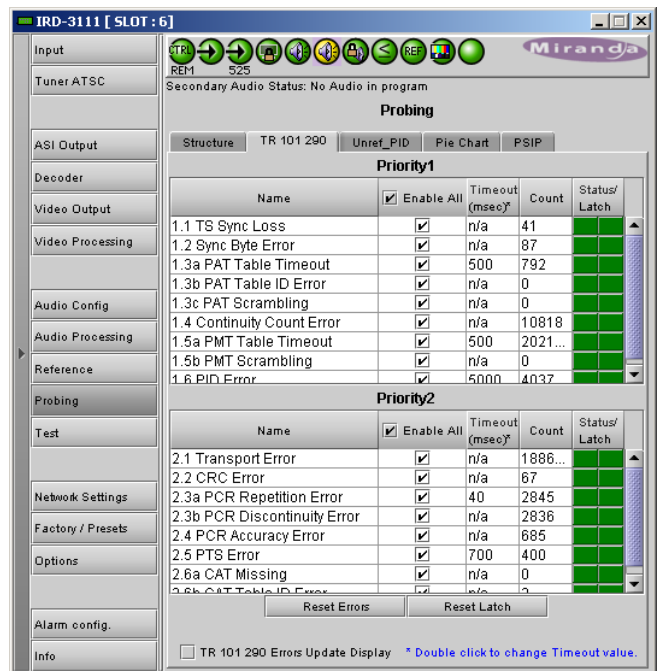 IRD-3111 [ SLOT : 6]
Input
Tuner ATSC
ASI Output
Decoder
Video Output
Video Processing
Audio Config
Audio Processing
Reference
Probing
Test
Network Settings
Factory / Presets
Options
Alarm config.
Info
CTRL REF
REM 525
Miranda
Secondary Audio Status: No Audio in program
Probing
Structure TR 101 290 Unref_PID Pie Chart PSIP
Priority1
Name Enable All Timeout (msec)* Count Status/ Latch
1.1 TS Sync Loss n/a 41
1.2 Sync Byte Error n/a 87
1.3a PAT Table Timeout 500 792
1.3b PAT Table ID Error n/a 0
1.3c PAT Scrambling n/a 0
1.4 Continuity Count Error n/a 10818
1.5a PMT Table Timeout 500 2021...
1.5b PMT Scrambling n/a 0
1.6 PID Error 5000 4037
Priority2
Name Enable All Timeout (msec)* Count Status/ Latch
2.1 Transport Error n/a 1886...
2.2 CRC Error n/a 67
2.3a PCR Repetition Error 40 2845
2.3b PCR Discontinuity Error n/a 2836
2.4 PCR Accuracy Error n/a 685
2.5 PTS Error 700 400
2.6a CAT Missing n/a 0
2.6b CAT Table ID Error n/a
Reset Errors Reset Latch
TR 101 290 Errors Update Display * Double click to change Timeout value.